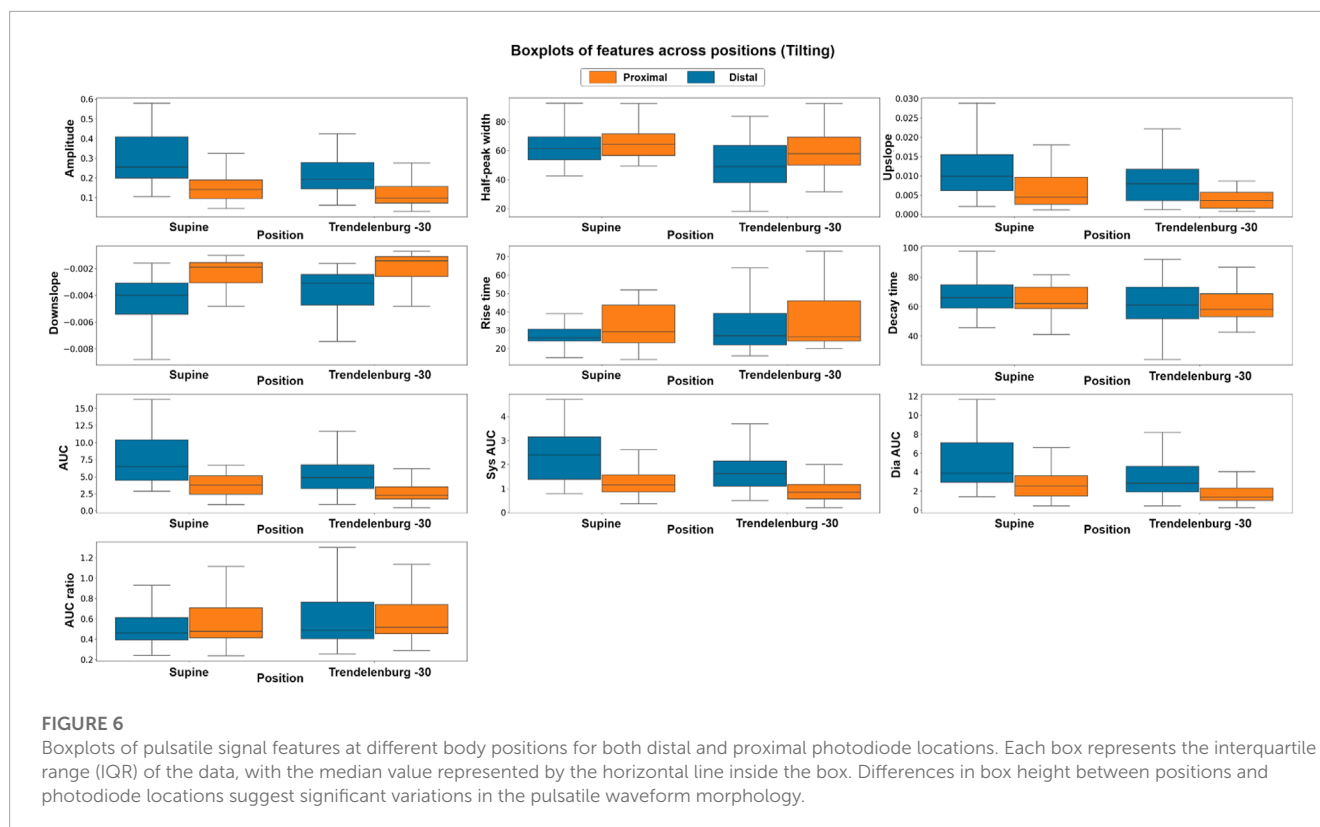 Boxplots of features across positions (Tilting)
Proximal Distal
Amplitude
0.6
0.5
0.4
0.3
0.2
0.1
Supine Trendelenburg -30
Position
Half-peak width
80
60
40
20
Supine Trendelenburg -30
Position
Upslope
0.030
0.025
0.020
0.015
0.010
0.005
0.000
Supine Trendelenburg -30
Position
Downslope
−0.002
−0.004
−0.006
−0.008
Supine Trendelenburg -30
Position
Rise time
70
60
50
40
30
20
Supine Trendelenburg -30
Position
Decay time
100
80
60
40
Supine Trendelenburg -30
Position
AUC
15.0
12.5
10.0
7.5
5.0
2.5
0.0
Supine Trendelenburg -30
Position
Sys AUC
4
3
2
1
0
Supine Trendelenburg -30
Position
Dia AUC
12
10
8
6
4
2
0
Supine Trendelenburg -30
Position
AUC ratio
1.2
1.0
0.8
0.6
0.4
0.2
Supine Trendelenburg -30
Position
FIGURE 6
Boxplots of pulsatile signal features at different body positions for both distal and proximal photodiode locations. Each box represents the interquartile
range (IQR) of the data, with the median value represented by the horizontal line inside the box. Differences in box height between positions and
photodiode locations suggest significant variations in the pulsatile waveform morphology.